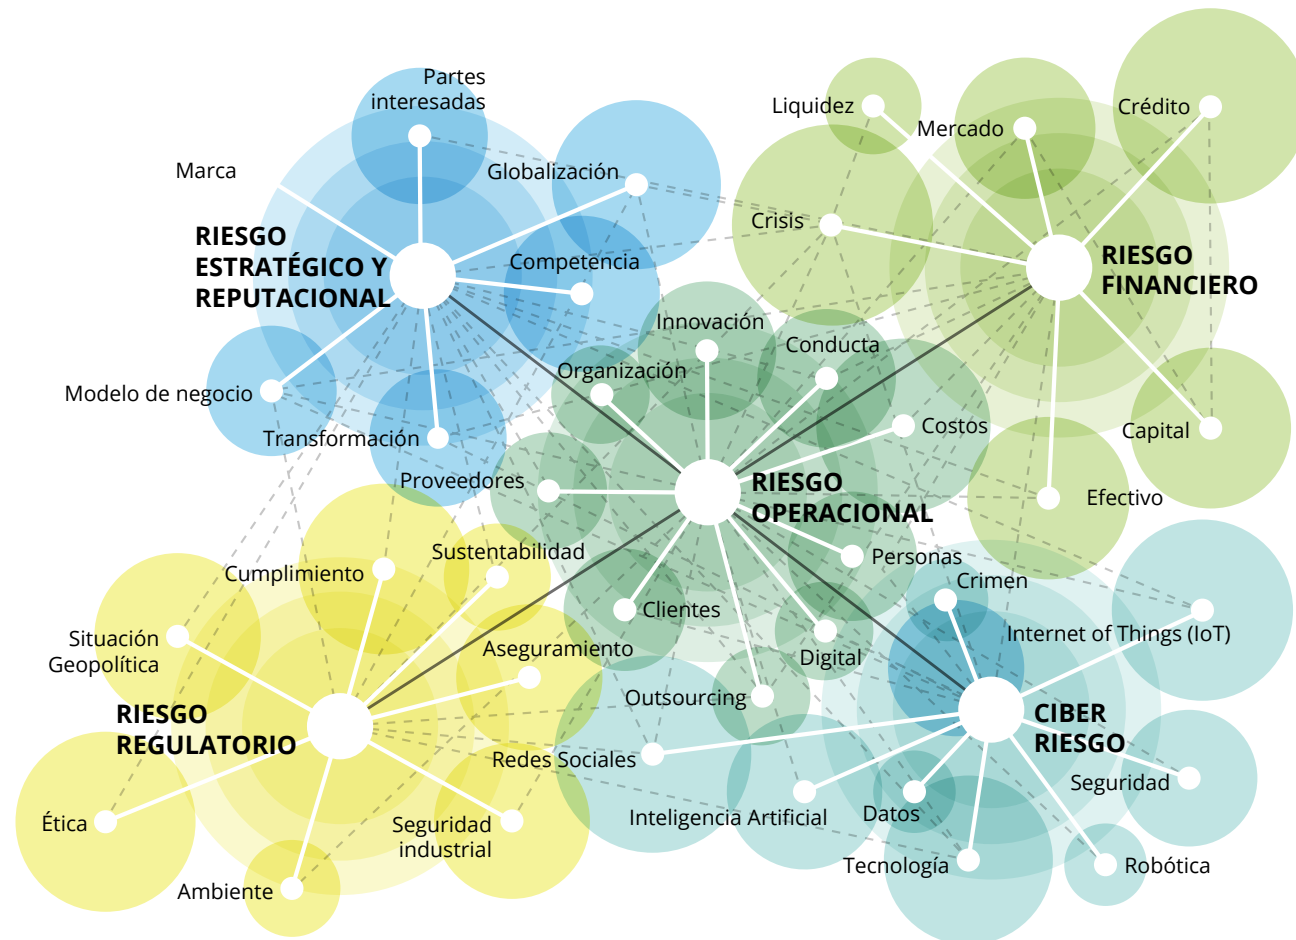 Partes
interesadas
Marca
Globalización
RIESGO
ESTRATÉGICO Y
REPUTACIONAL
Competencia
Modelo de negocio
Transformación
Liquidez
Mercado
Crédito
Crisis
RIESGO
FINANCIERO
Capital
Efectivo
Innovación
Conducta
Organización
Costos
Proveedores
RIESGO
OPERACIONAL
Personas
Clientes
Digital
Outsourcing
Sustentabilidad
Cumplimiento
Situación
Geopolítica
Aseguramiento
RIESGO
REGULATORIO
Ética
Seguridad
industrial
Ambiente
Crimen
Internet of Things (IoT)
CIBER
RIESGO
Redes Sociales
Seguridad
Inteligencia Artificial
Datos
Tecnología
Robótica